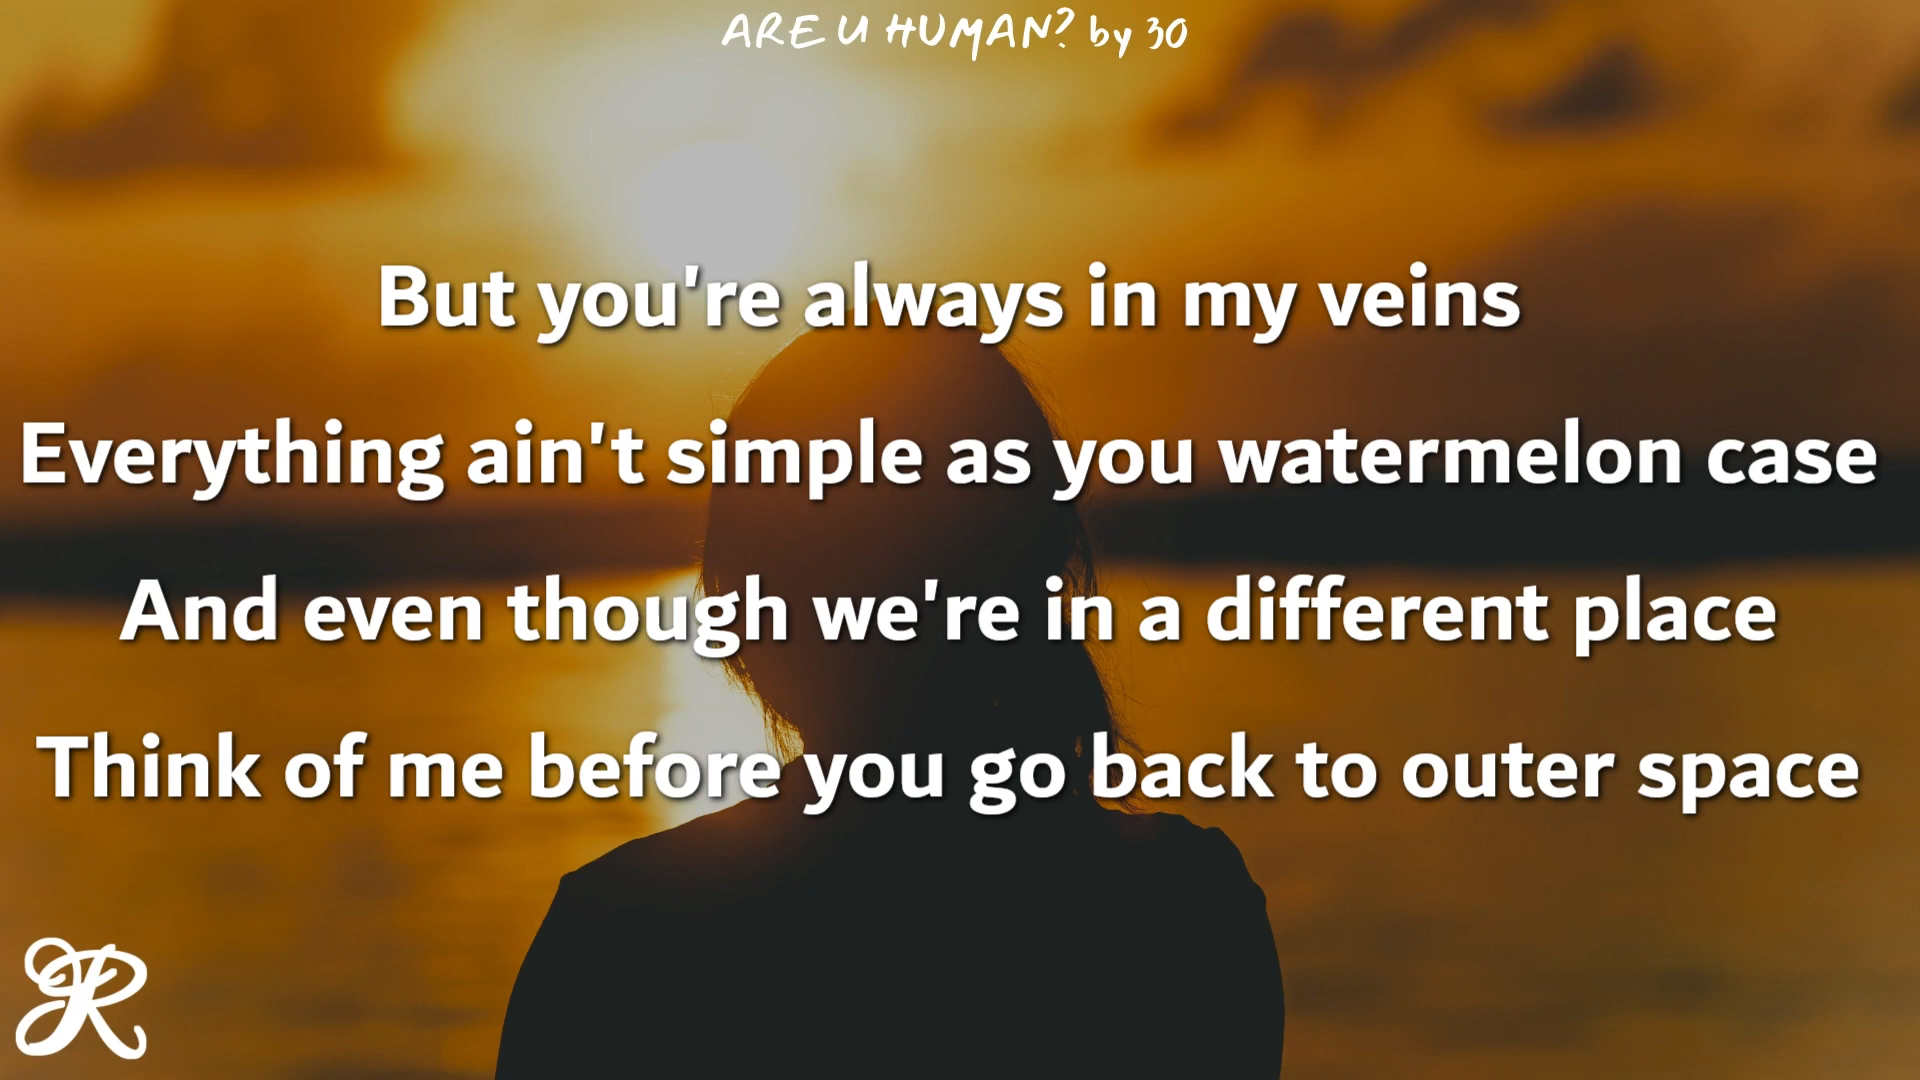 ARE U HUMAN? by 30
But you're always in my veins
Everything ain't simple as you watermelon case
And even though we're in a different place
Think of me before you go back to outer space
R